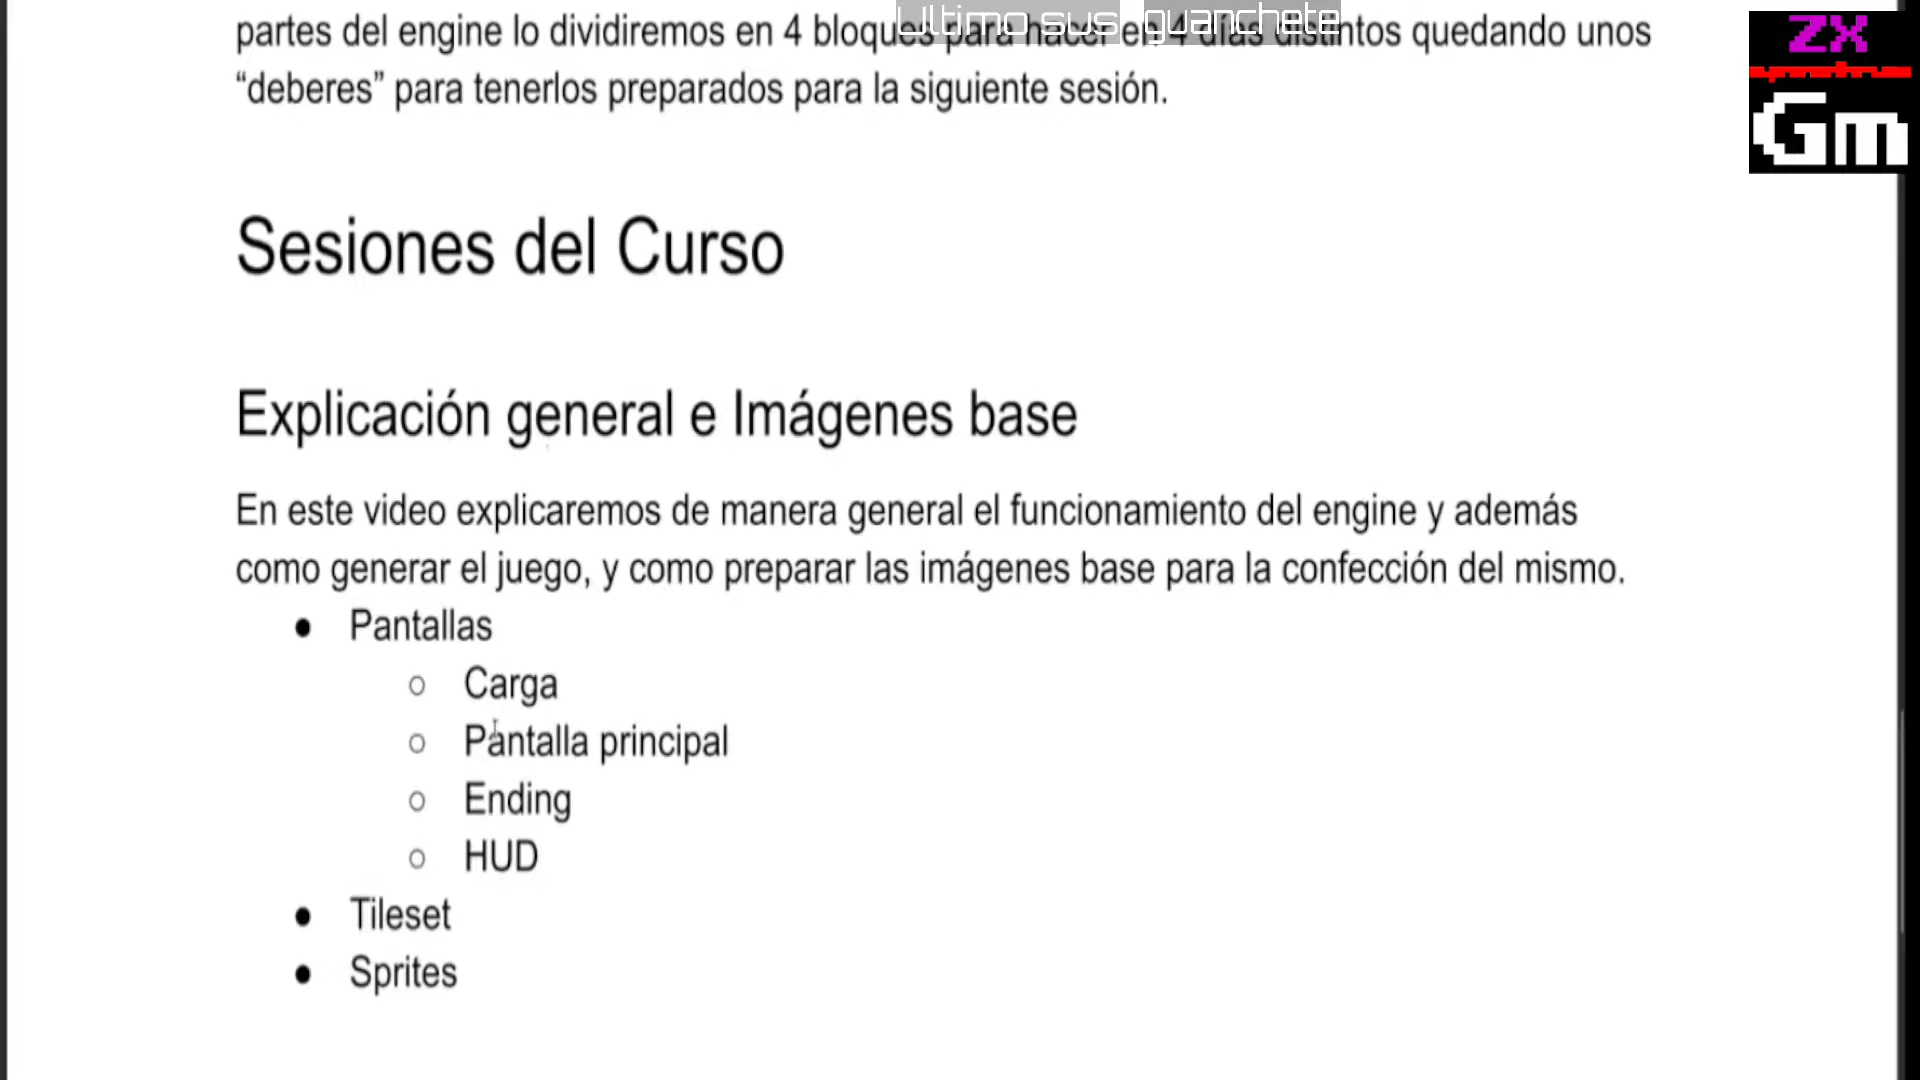 Ultimo sus guanchete
partes del engine lo dividiremos en 4 bloques para hacer en 4 días distintos quedando unos
“deberes” para tenerlos preparados para la siguiente sesión.
ZX
Gm
Sesiones del Curso
Explicación general e Imágenes base
En este video explicaremos de manera general el funcionamiento del engine y además
como generar el juego, y como preparar las imágenes base para la confección del mismo.
● Pantallas
○ Carga
○ Pantalla principal
○ Ending
○ HUD
● Tileset
● Sprites